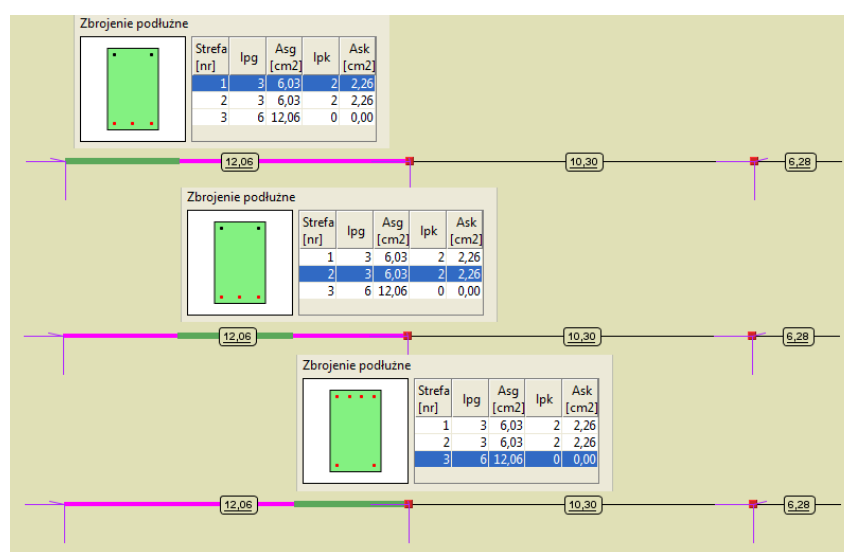 Zbrojenie podłużne
Strefa [nr] lpg Asg [cm2] lpk Ask [cm2]
1 3 6,03 2 2,26
2 3 6,03 2 2,26
3 6 12,06 0 0,00
12,06 10,30 6,28
Zbrojenie podłużne
Strefa [nr] lpg Asg [cm2] lpk Ask [cm2]
1 3 6,03 2 2,26
2 3 6,03 2 2,26
3 6 12,06 0 0,00
12,06 10,30 6,28
Zbrojenie podłużne
Strefa [nr] lpg Asg [cm2] lpk Ask [cm2]
1 3 6,03 2 2,26
2 3 6,03 2 2,26
3 6 12,06 0 0,00
12,06 10,30 6,28